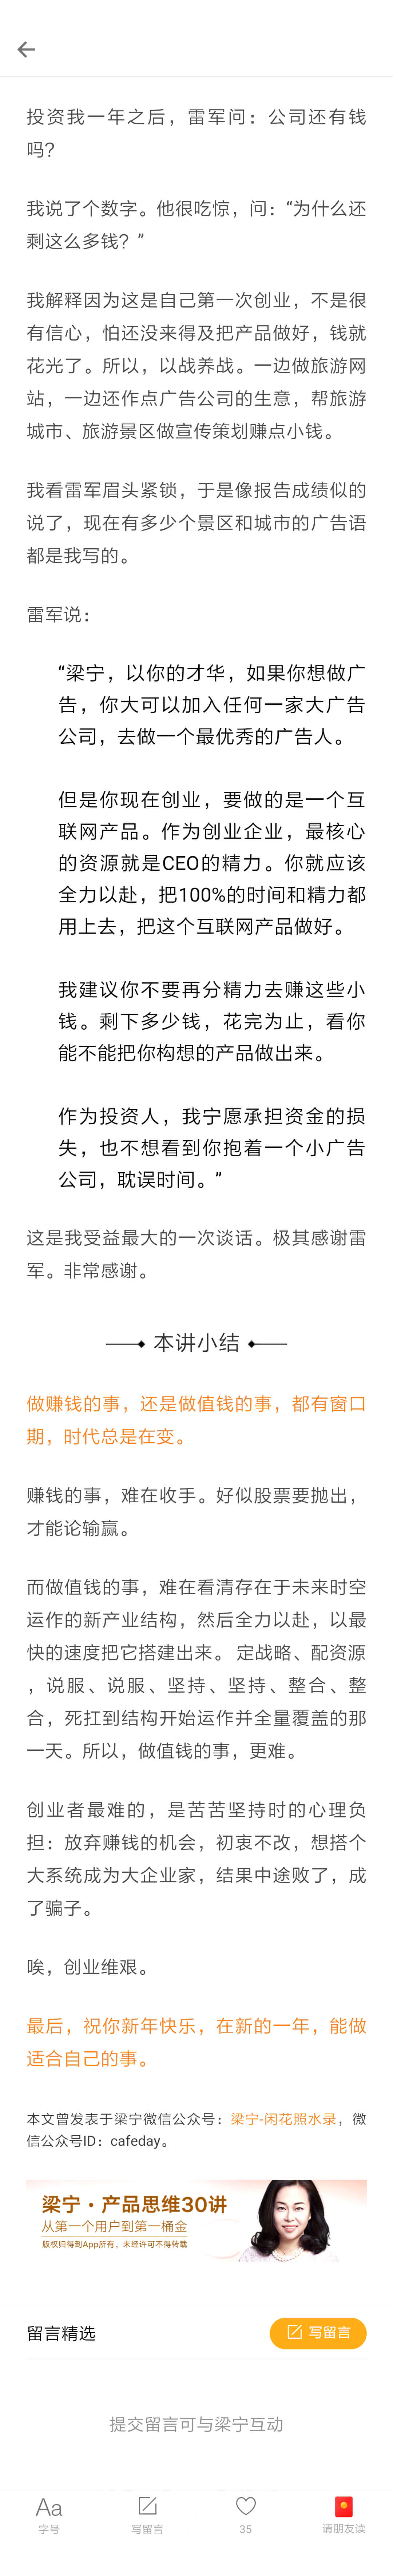 投资我一年之后，雷军问：公司还有钱
吗？
我说了个数字。他很吃惊，问：“为什么还
剩这么多钱？”
我解释因为这是自己第一次创业，不是很
有信心，怕还没来得及把产品做好，钱就
花光了。所以，以战养战。一边做旅游网
站，一边还作点广告公司的生意，帮旅游
城市、旅游景区做宣传策划赚点小钱。
我看雷军眉头紧锁，于是像报告成绩似的
说了，现在有多少个景区和城市的广告语
都是我写的。
雷军说：
“梁宁，以你的才华，如果你想做广
告，你大可以加入任何一家大广告
公司，去做一个最优秀的广告人。
但是你现在创业，要做的是一个互
联网产品。作为创业企业，最核心
的资源就是CEO的精力。你就应该
全力以赴，把100%的时间和精力都
用上去，把这个互联网产品做好。
我建议你不要再分精力去赚这些小
钱。剩下多少钱，花完为止，看你
能不能把你构想的产品做出来。
作为投资人，我宁愿承担资金的损
失，也不想看到你抱着一个小广告
公司，耽误时间。”
这是我受益最大的一次谈话。极其感谢雷
军。非常感谢。
本讲小结
做赚钱的事，还是做值钱的事，都有窗口
期，时代总是在变。
赚钱的事，难在收手。好似股票要抛出，
才能论输赢。
而做值钱的事，难在看清存在于未来时空
运作的新产业结构，然后全力以赴，以最
快的速度把它搭建出来。 定战略、配资源
，说服、说服、坚持、坚持、整合、整
合，死扛到结构开始运作并全量覆盖的那
一天。所以，做值钱的事，更难。
创业者最难的，是苦苦坚持时的心理负
担：放弃赚钱的机会，初衷不改，想搭个
大系统成为大企业家，结果中途败了，成
了骗子。
唉，创业维艰。
最后，祝你新年快乐，在新的一年，能做
适合自己的事。
本文曾发表于梁宁微信公众号：梁宁-闲花照水录，微
信公众号ID：cafeday。
梁宁·产品思维30讲
从第一个用户到第一桶金
版权归得到App所有，未经许可不得转载
留言精选
写留言
提交留言可与梁宁互动
Aa
字号
写留言
35
请朋友读